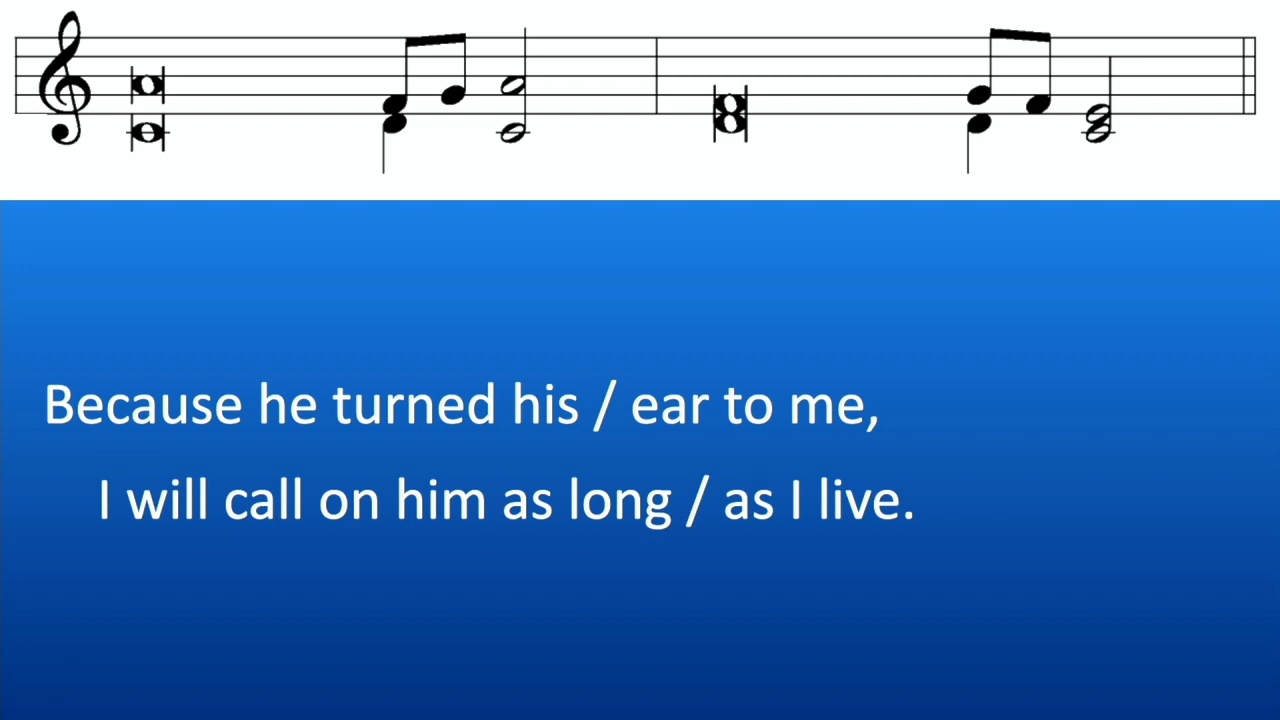 Because he turned his / ear to me,
I will call on him as long / as I live.